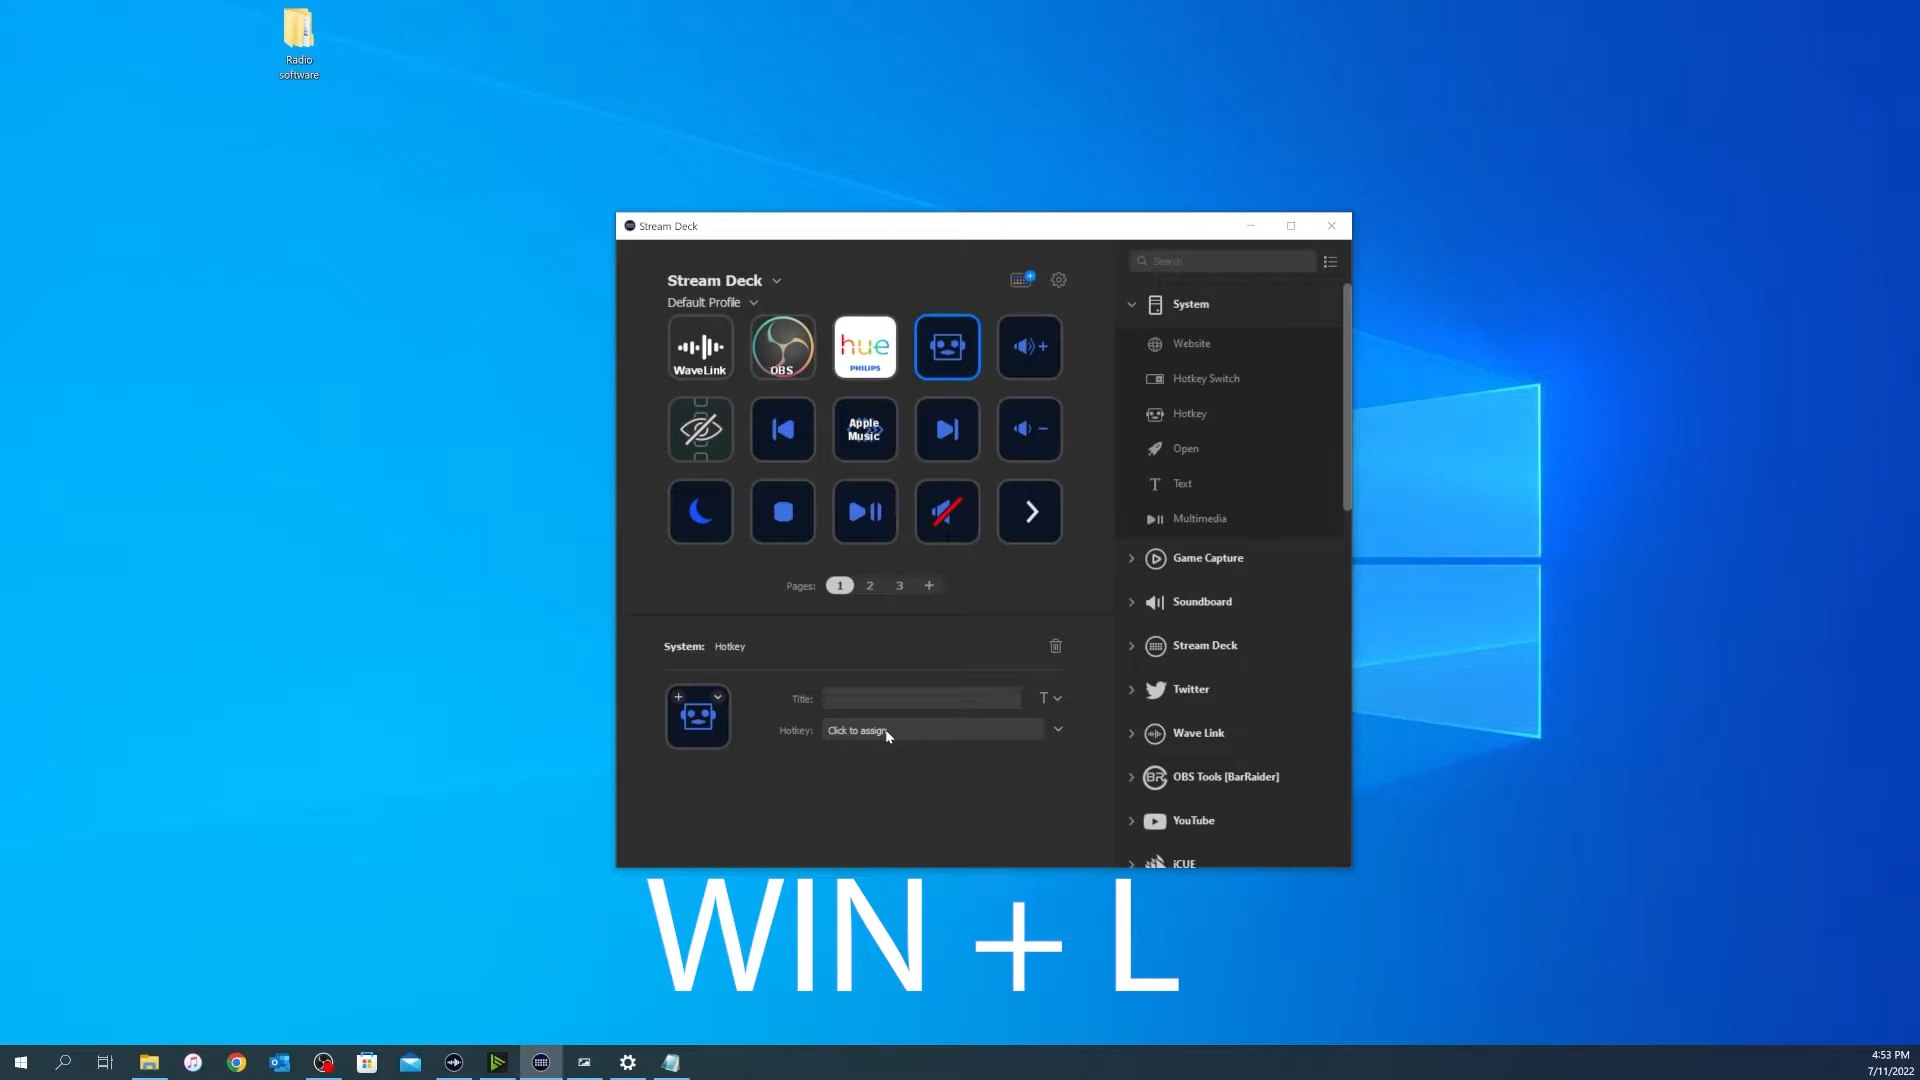 Radio
software
Stream Deck
Stream Deck
Default Profile
WaveLink
OBS
hue
PHILIPS
Apple
Music
Pages: 1 2 3 +
System: Hotkey
Title:
T
Hotkey: Click to assign
Search
System
Website
Hotkey Switch
Hotkey
Open
T Text
Multimedia
Game Capture
Soundboard
Stream Deck
Twitter
Wave Link
BR OBS Tools [BarRaider]
YouTube
iCUE
WIN + L
4:53 PM
7/11/2022